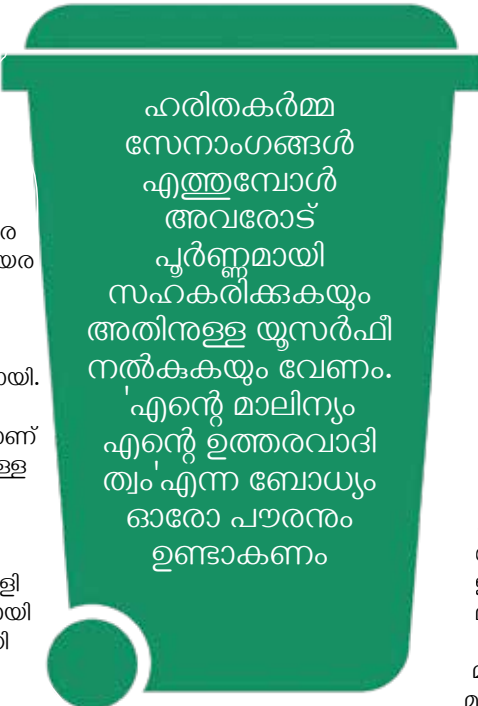 ഹരിതകർമ്മ
സേനാംഗങ്ങൾ
എത്തുമ്പോൾ
അവരോട്
പൂർണ്ണമായി
സഹകരിക്കുകയും
അതിനുള്ള യൂസർഫീ
നൽകുകയും വേണം.
'എന്റെ മാലിന്യം
എന്റെ ഉത്തരവാദി
ത്വം'എന്ന ബോധ്യം
ഓരോ പൗരനും
ഉണ്ടാകണം